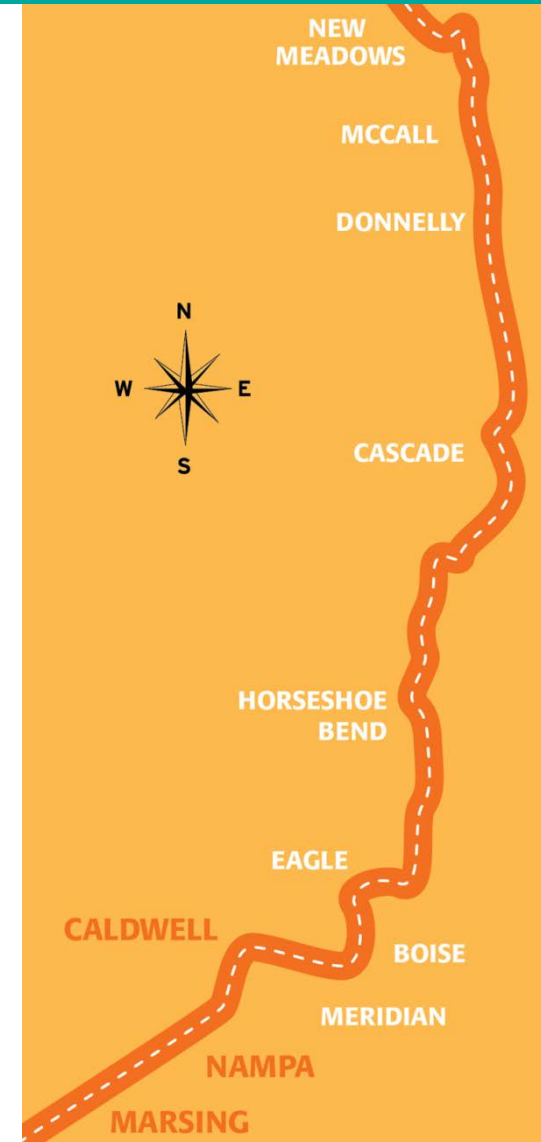 NEW
MEADOWS
MCCALL
DONNELLY
N
W
E
S
CASCADE
HORSESHOE
BEND
EAGLE
CALDWELL
BOISE
MERIDIAN
NAMPA
MARSING